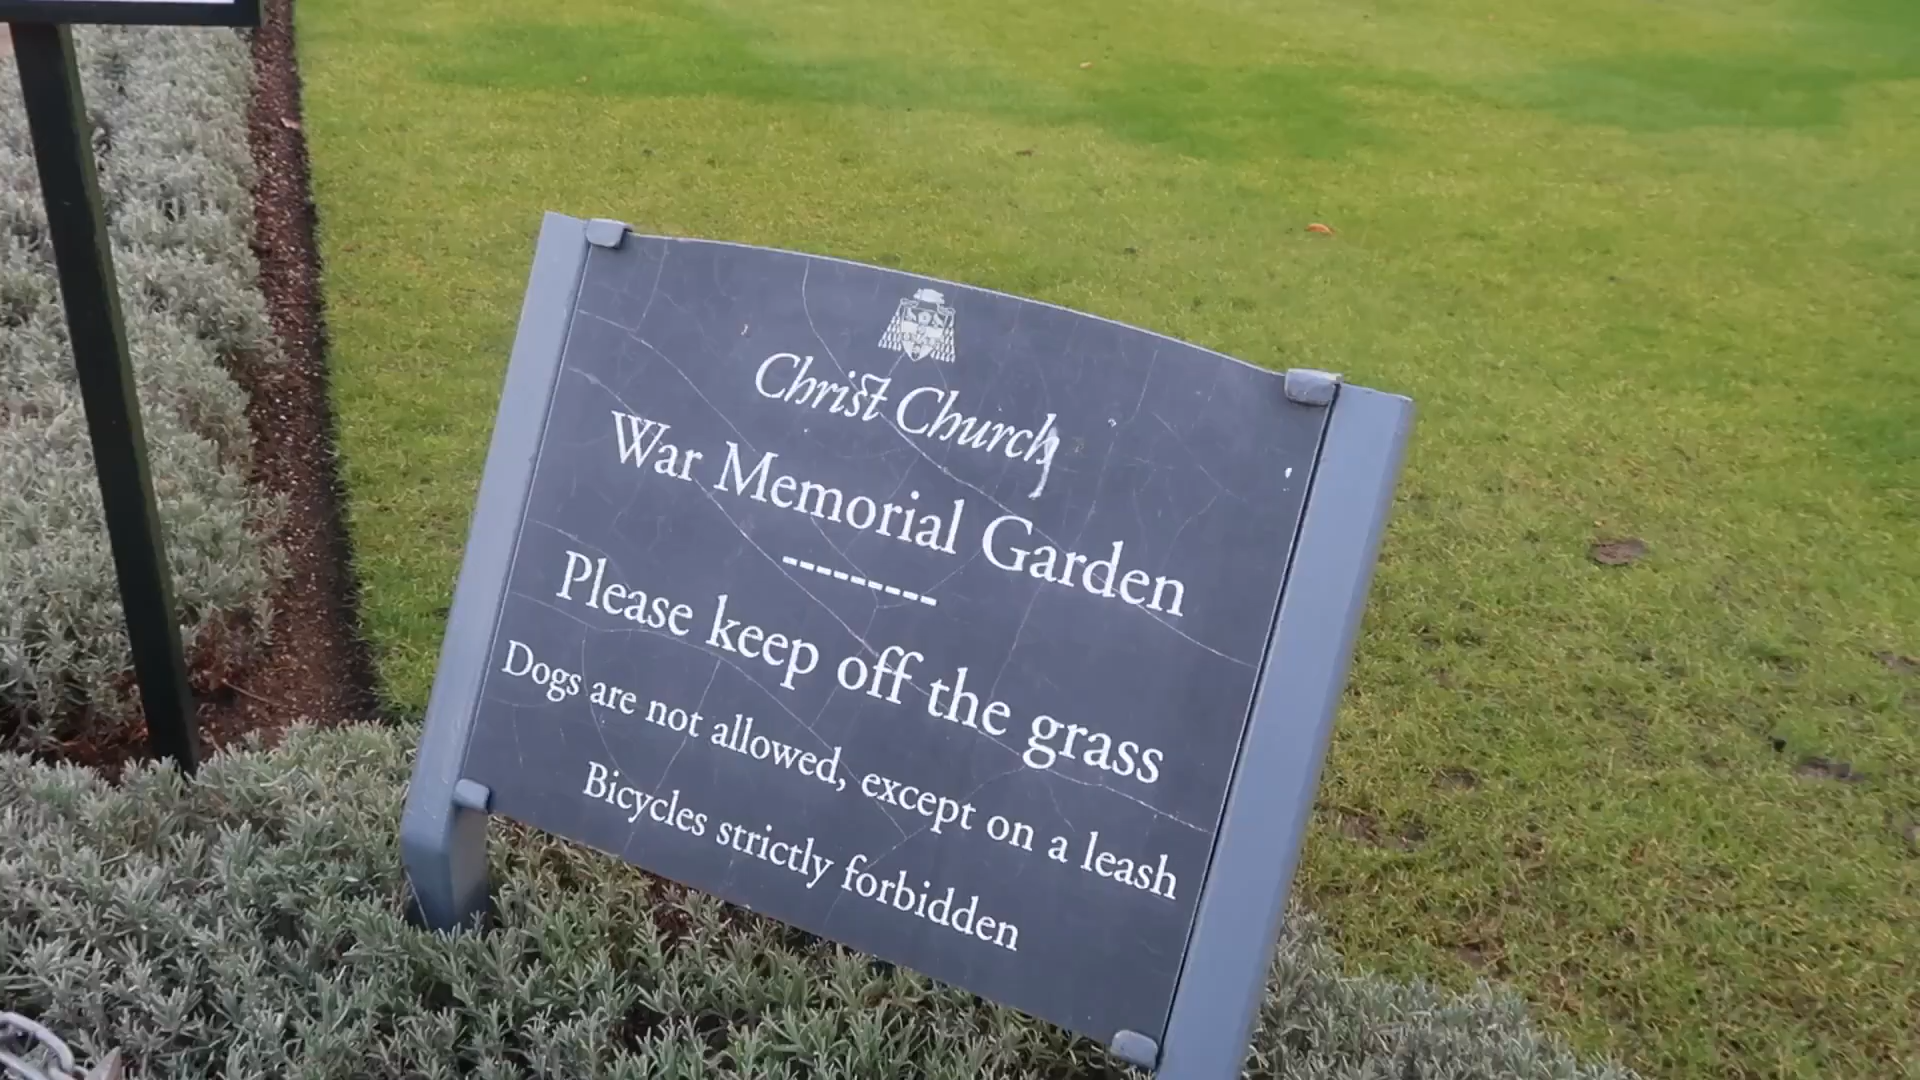 Christ Church
War Memorial Garden
---------
Please keep off the grass
Dogs are not allowed, except on a leash
Bicycles strictly forbidden